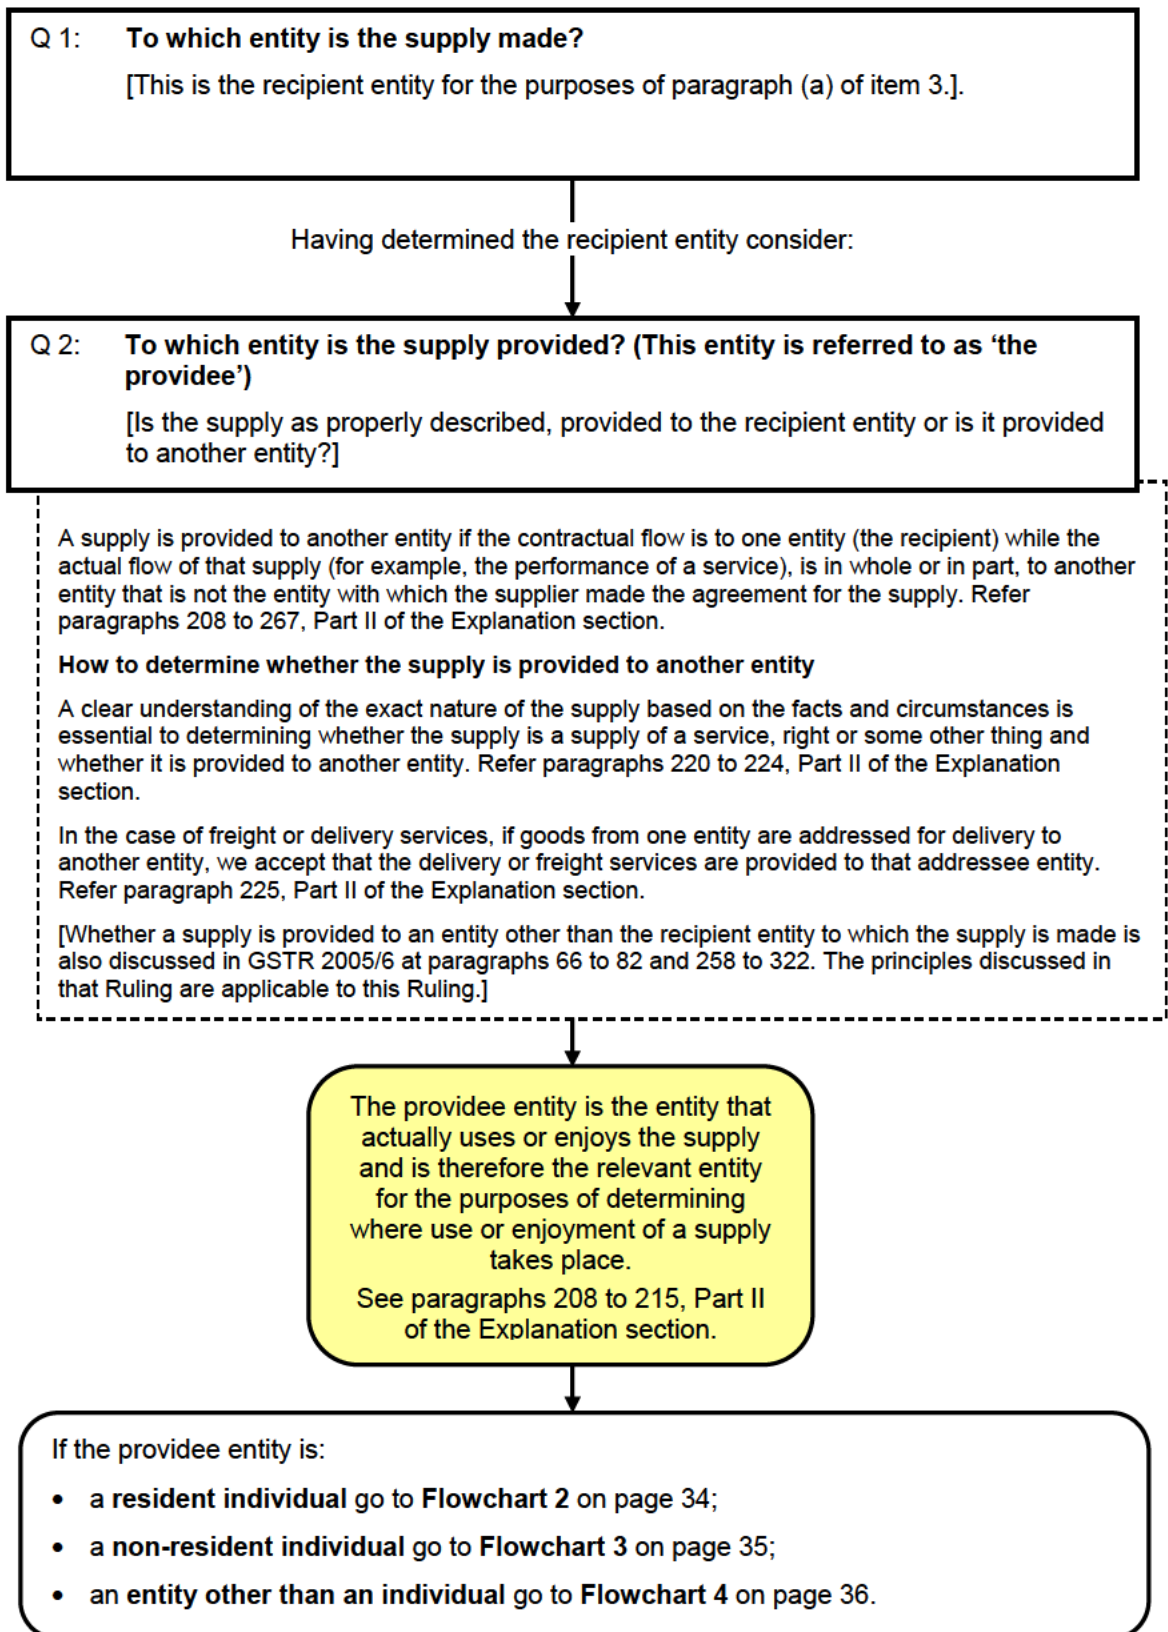 Q 1: To which entity is the supply made?
[This is the recipient entity for the purposes of paragraph (a) of item 3.].
Having determined the recipient entity consider:
Q 2: To which entity is the supply provided? (This entity is referred to as ‘the
providee’)
[Is the supply as properly described, provided to the recipient entity or is it provided
to another entity?]
A supply is provided to another entity if the contractual flow is to one entity (the recipient) while the
actual flow of that supply (for example, the performance of a service), is in whole or in part, to another
entity that is not the entity with which the supplier made the agreement for the supply. Refer
paragraphs 208 to 267, Part II of the Explanation section.
How to determine whether the supply is provided to another entity
A clear understanding of the exact nature of the supply based on the facts and circumstances is
essential to determining whether the supply is a supply of a service, right or some other thing and
whether it is provided to another entity. Refer paragraphs 220 to 224, Part II of the Explanation
section.
In the case of freight or delivery services, if goods from one entity are addressed for delivery to
another entity, we accept that the delivery or freight services are provided to that addressee entity.
Refer paragraph 225, Part II of the Explanation section.
[Whether a supply is provided to an entity other than the recipient entity to which the supply is made is
also discussed in GSTR 2005/6 at paragraphs 66 to 82 and 258 to 322. The principles discussed in
that Ruling are applicable to this Ruling.]
The providee entity is the entity that
actually uses or enjoys the supply
and is therefore the relevant entity
for the purposes of determining
where use or enjoyment of a supply
takes place.
See paragraphs 208 to 215, Part II
of the Explanation section.
If the providee entity is:
• a resident individual go to Flowchart 2 on page 34;
• a non-resident individual go to Flowchart 3 on page 35;
• an entity other than an individual go to Flowchart 4 on page 36.